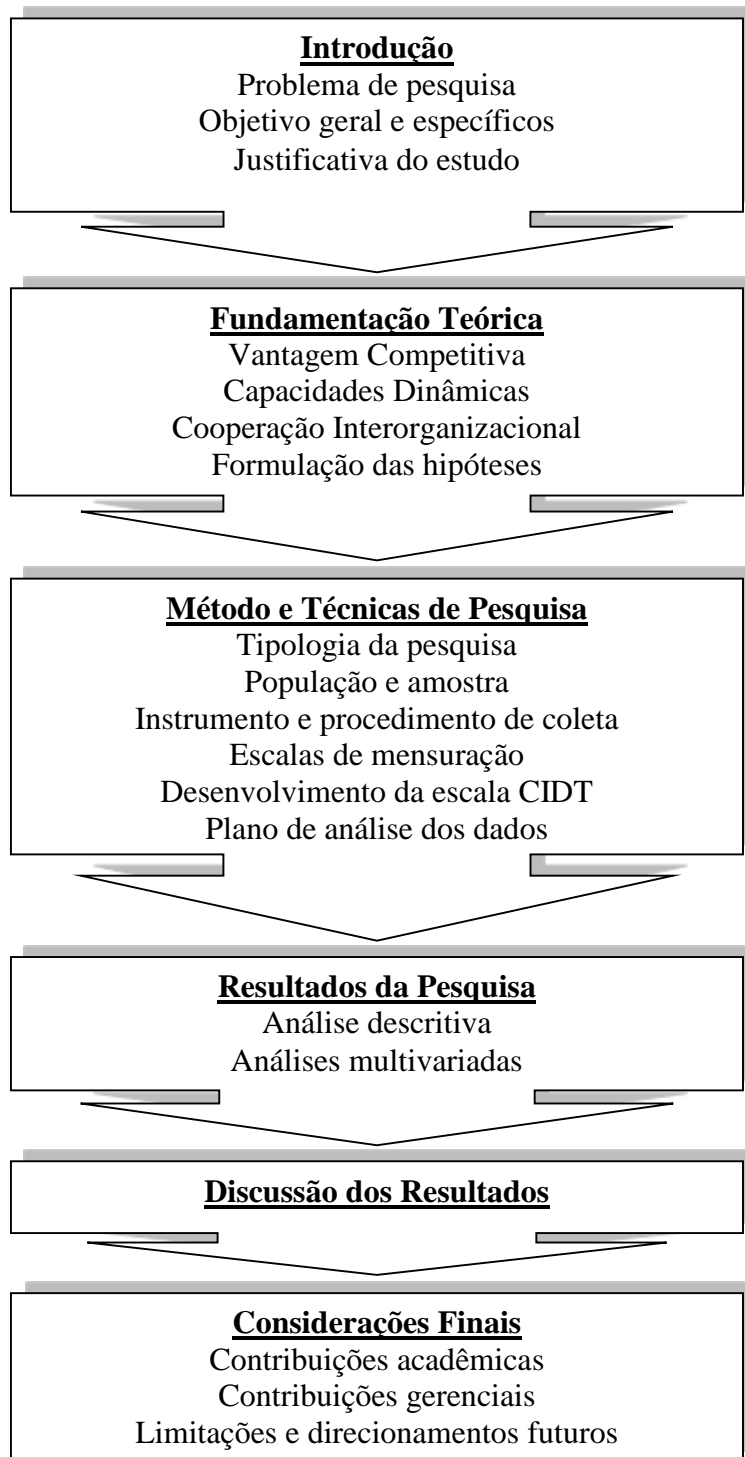 Introdução
Problema de pesquisa
Objetivo geral e específicos
Justificativa do estudo
Fundamentação Teórica
Vantagem Competitiva
Capacidades Dinâmicas
Cooperação Interorganizacional
Formulação das hipóteses
Método e Técnicas de Pesquisa
Tipologia da pesquisa
População e amostra
Instrumento e procedimento de coleta
Escalas de mensuração
Desenvolvimento da escala CIDT
Plano de análise dos dados
Resultados da Pesquisa
Análise descritiva
Análises multivariadas
Discussão dos Resultados
Considerações Finais
Contribuições acadêmicas
Contribuições gerenciais
Limitações e direcionamentos futuros